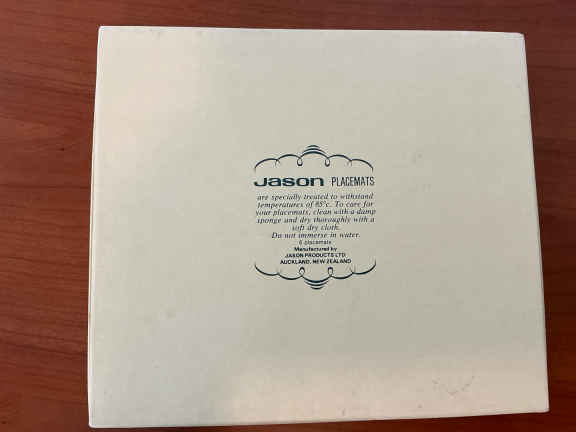 Jason PLACEMATS
are specially treated to withstand
temperatures of 85°c. To care for
your placemats, clean with a damp
sponge and dry thoroughly with a
soft dry cloth.
Do not immerse in water.
6 placemats
Manufactured by
JASON PRODUCTS LTD
AUCKLAND, NEW ZEALAND